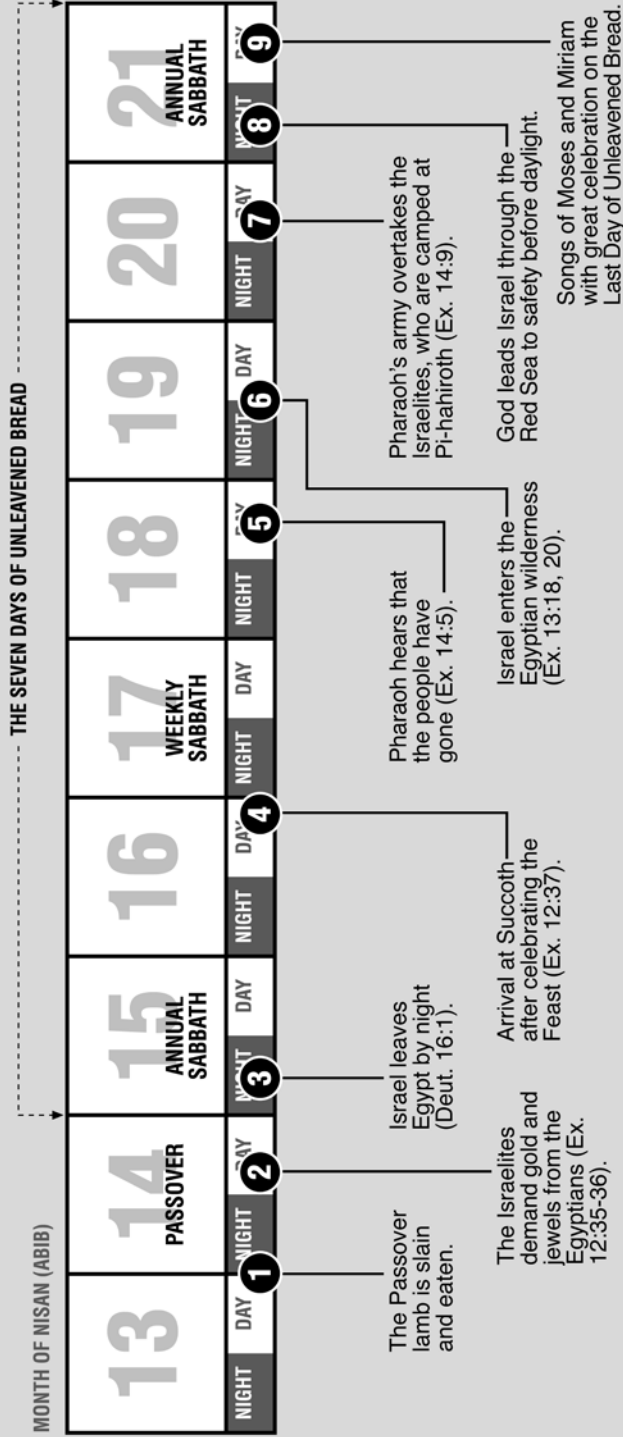 MONTH OF NISAN (ABIB)
THE SEVEN DAYS OF UNLEAVENED BREAD
13
14
PASSOVER
15
ANNUAL
SABBATH
16
17
WEEKLY
SABBATH
18
19
20
21
ANNUAL
SABBATH
NIGHT DAY
NIGHT DAY
NIGHT DAY
NIGHT DAY
NIGHT DAY
NIGHT DAY
NIGHT DAY
NIGHT DAY
NIGHT DAY
1
2
3
4
5
6
7
8
9
The Passover
lamb is slain
and eaten.
The Israelites
demand gold and
jewels from the
Egyptians (Ex.
12:35-36).
Israel leaves
Egypt by night
(Deut. 16:1).
Arrival at Succoth
after celebrating the
Feast (Ex. 12:37).
Pharaoh hears that
the people have
gone (Ex. 14:5).
Israel enters the
Egyptian wilderness
(Ex. 13:18, 20).
Pharaoh's army overtakes the
Israelites, who are camped at
Pi-hahiroth (Ex. 14:9).
God leads Israel through the
Red Sea to safety before daylight.
Songs of Moses and Miriam
with great celebration on the
Last Day of Unleavened Bread.